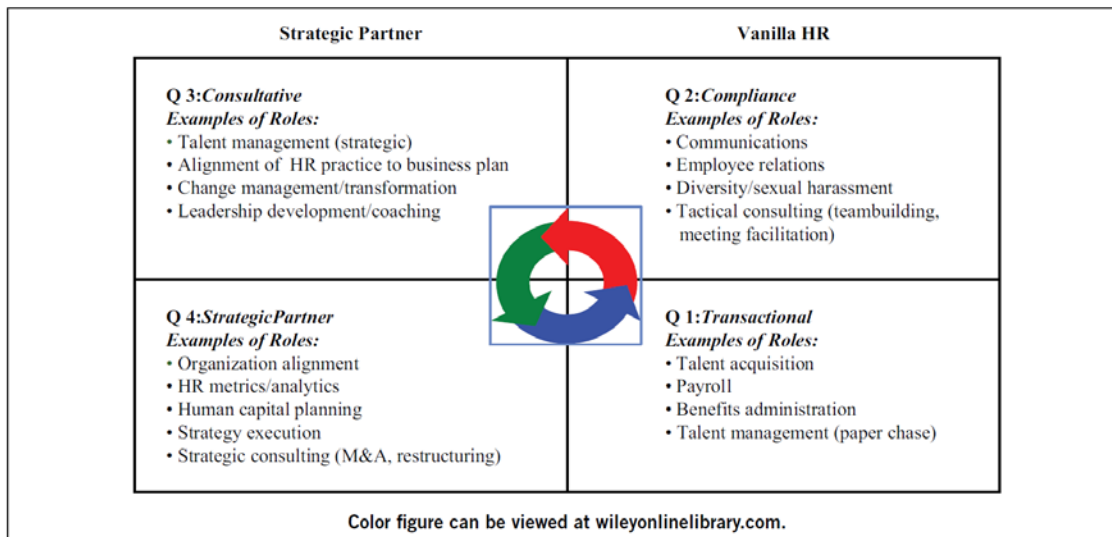 Strategic Partner
Vanilla HR
Q 3:Consultative
Examples of Roles:
• Talent management (strategic)
• Alignment of HR practice to business plan
• Change management/transformation
• Leadership development/coaching
Q 2:Compliance
Examples of Roles:
• Communications
• Employee relations
• Diversity/sexual harassment
• Tactical consulting (teambuilding,
meeting facilitation)
Q 4:StrategicPartner
Examples of Roles:
• Organization alignment
• HR metrics/analytics
• Human capital planning
• Strategy execution
• Strategic consulting (M&A, restructuring)
Q 1:Transactional
Examples of Roles:
• Talent acquisition
• Payroll
• Benefits administration
• Talent management (paper chase)
Color figure can be viewed at wileyonlinelibrary.com.